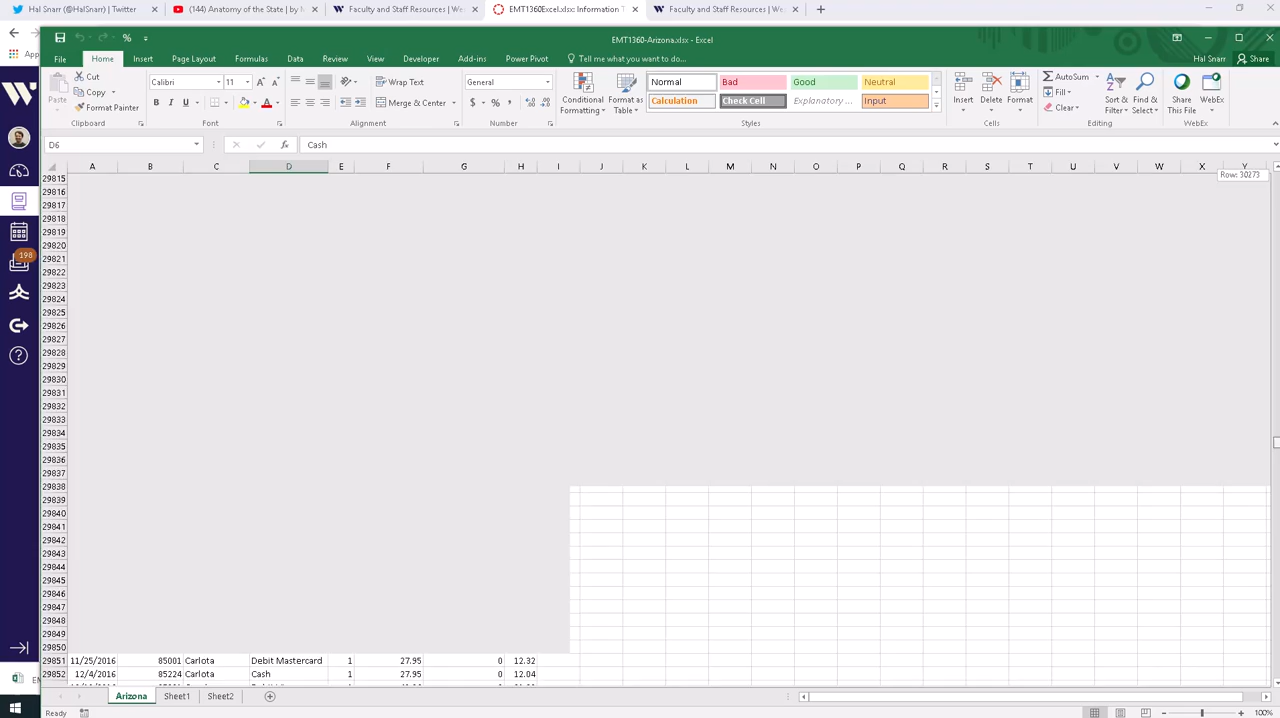 Hal Snarr (@HalSnarr) | Twitter × (144) Anatomy of the State | by M × Faculty and Staff Resources | Wes × EMT1360Excel.xlsx: Information T × Faculty and Staff Resources | Wes × +
App
EMT1360-Arizona.xlsx - Excel
File Home Insert Page Layout Formulas Data Review View Developer Add-ins Power Pivot Tell me what you want to do... Hal Snarr Share
Paste Cut Copy Format Painter Clipboard
Calibri 11 B I U A Font
Wrap Text Merge & Center Alignment
General $ % , Number
Conditional Formatting Format as Table Normal Bad Good Neutral Calculation Check Cell Explanatory ... Input Styles
Insert Delete Format Cells
AutoSum Fill Clear Sort & Filter Find & Select Editing
Share This File WebEx WebEx
D6 Cash
A B C D E F G H I J K L M N O P Q R S T U V W X Y
Row: 30273
29815
29816
29817
29818
29819
29820
29821
29822
29823
29824
29825
29826
29827
29828
29829
29830
29831
29832
29833
29834
29835
29836
29837
29838
29839
29840
29841
29842
29843
29844
29845
29846
29847
29848
29849
29850
29851 11/25/2016 85001 Carlota Debit Mastercard 1 27.95 0 12.32
29852 12/4/2016 85224 Carlota Cash 1 27.95 0 12.04
198
Arizona Sheet1 Sheet2
Ready 100%